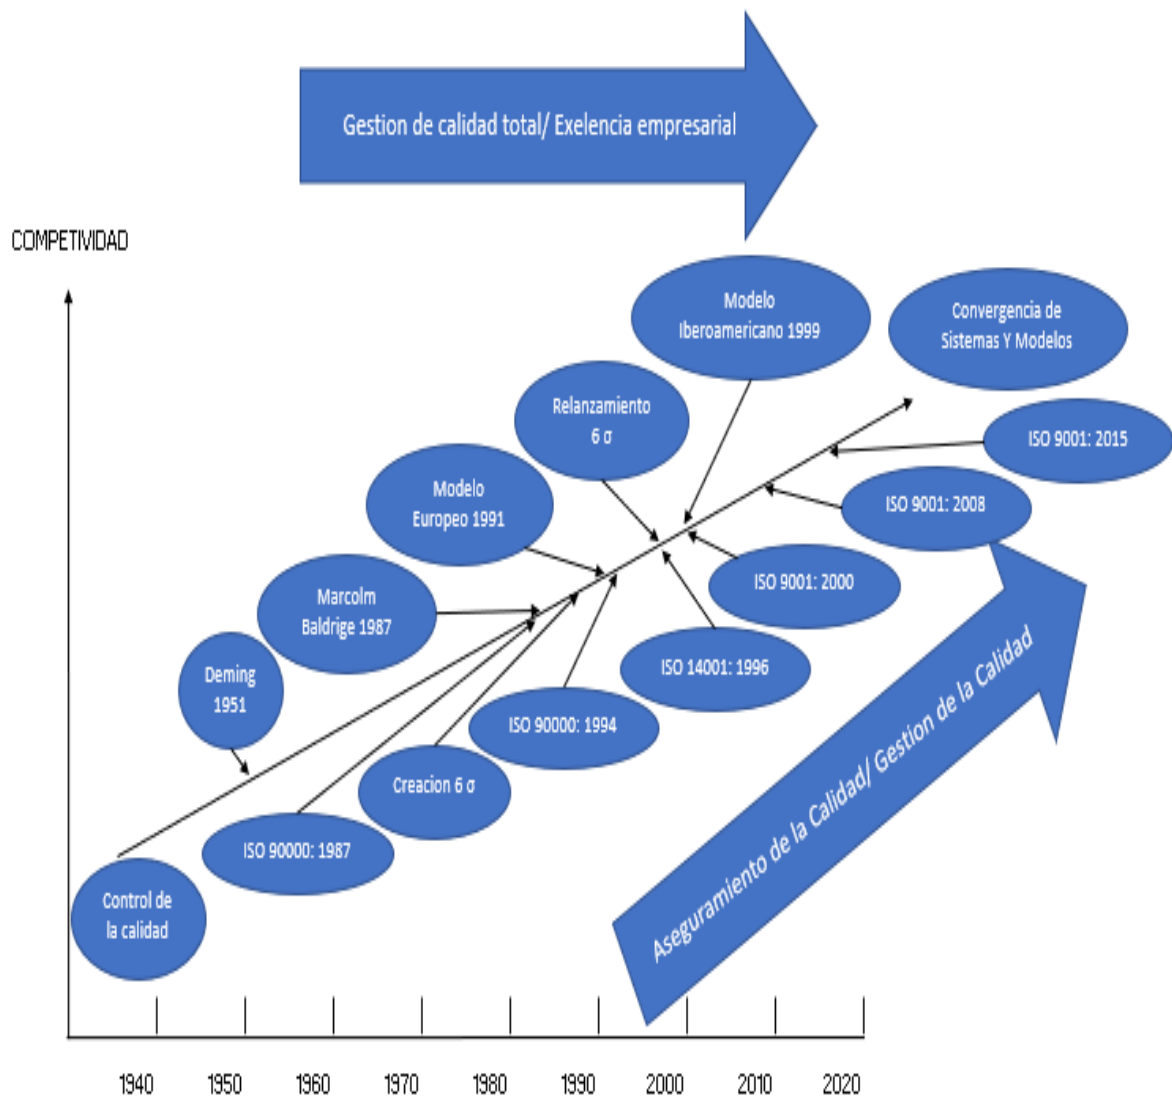 Gestion de calidad total/ Exelencia empresarial
COMPETIVIDAD
Modelo
Iberoamericano 1999
Convergencia de
Sistemas Y Modelos
Relanzamiento
6 σ
ISO 9001: 2015
Modelo
Europeo 1991
ISO 9001: 2008
Marcolm
Baldrige 1987
ISO 9001: 2000
Deming
1951
ISO 14001: 1996
ISO 90000: 1994
Creacion 6 σ
ISO 90000: 1987
Control de
la calidad
Aseguramiento de la Calidad/ Gestion de la Calidad
1940 1950 1960 1970 1980 1990 2000 2010 2020